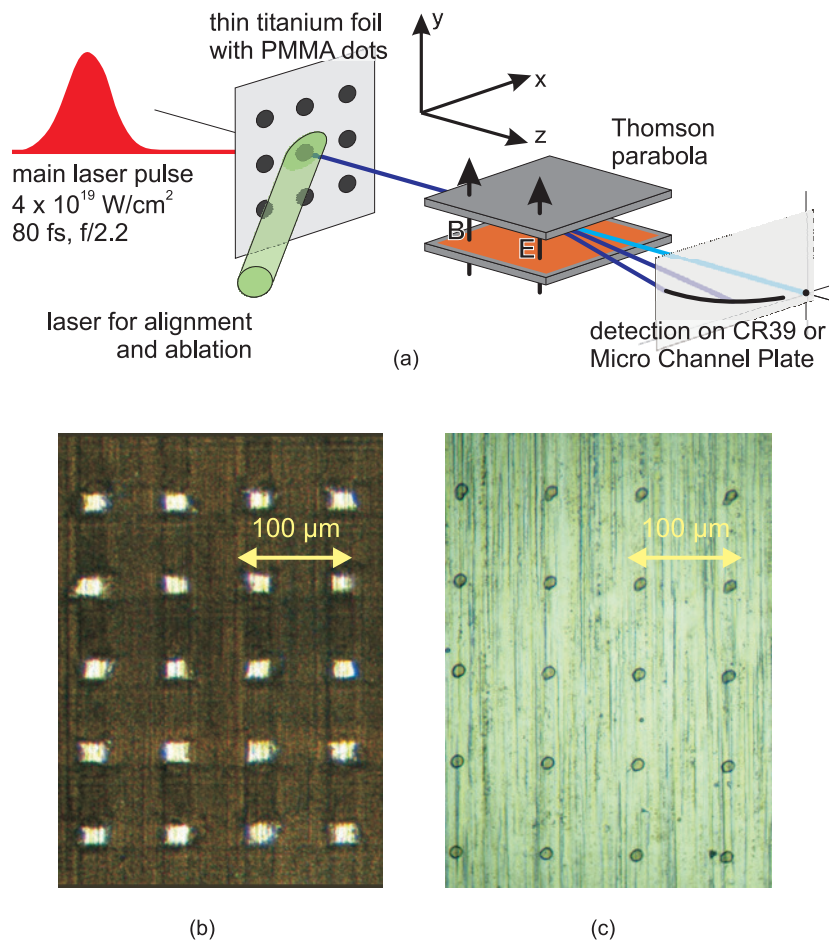 thin titanium foil
with PMMA dots
y
x
z
Thomson
parabola
main laser pulse
4 x 10¹⁹ W/cm²
80 fs, f/2.2
B
E
laser for alignment
and ablation
detection on CR39 or
Micro Channel Plate
(a)
100 µm
100 µm
(b)
(c)